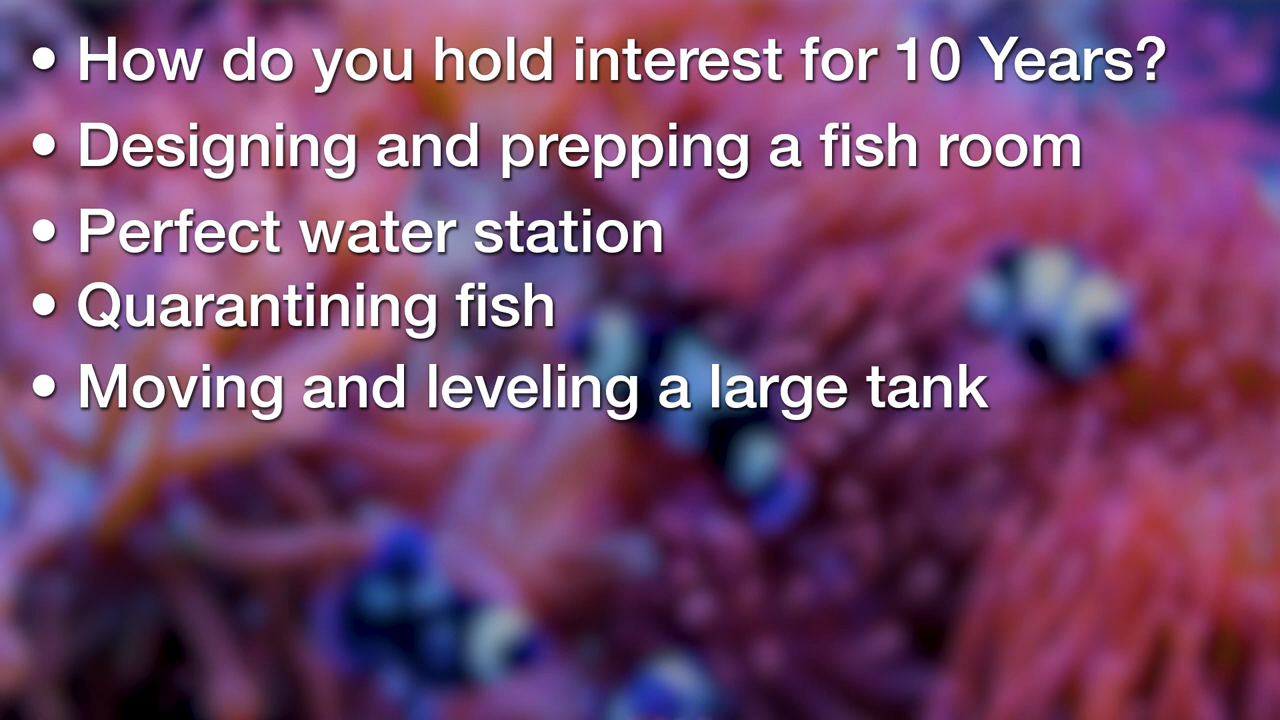 • How do you hold interest for 10 Years?
• Designing and prepping a fish room
• Perfect water station
• Quarantining fish
• Moving and leveling a large tank